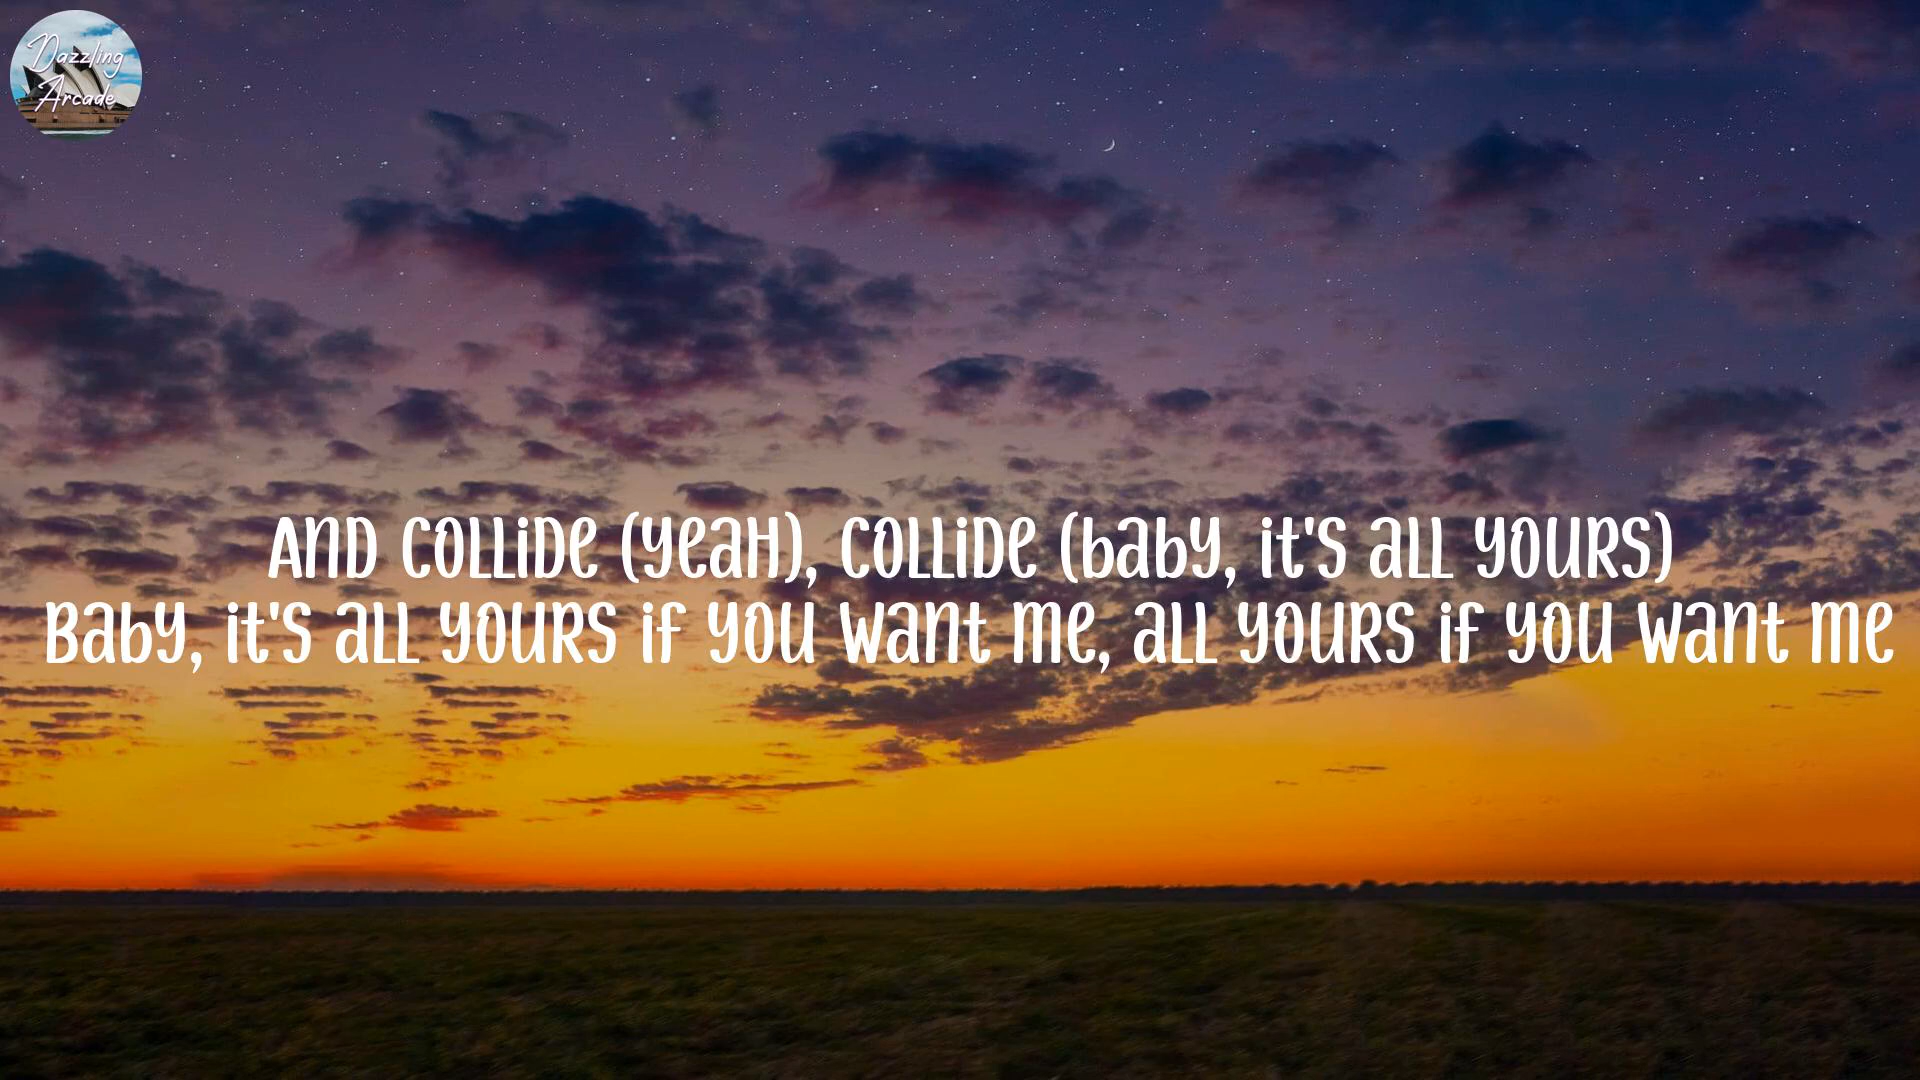 Dazzling
Arcade
And collide (yeah), collide (baby, it's all yours)
Baby, it's all yours if you want me, all yours if you want me